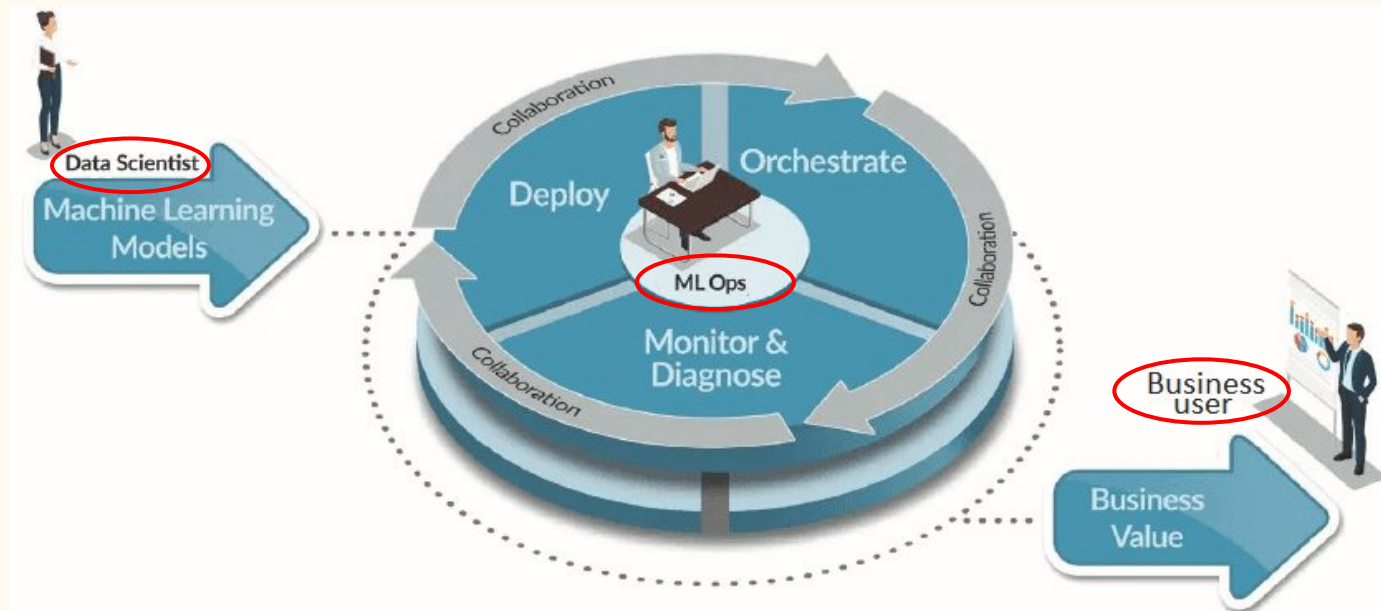 Data Scientist
Machine Learning
Models
Collaboration
Deploy
Orchestrate
Collaboration
ML Ops
Monitor &
Diagnose
Collaboration
Business
user
Business
Value